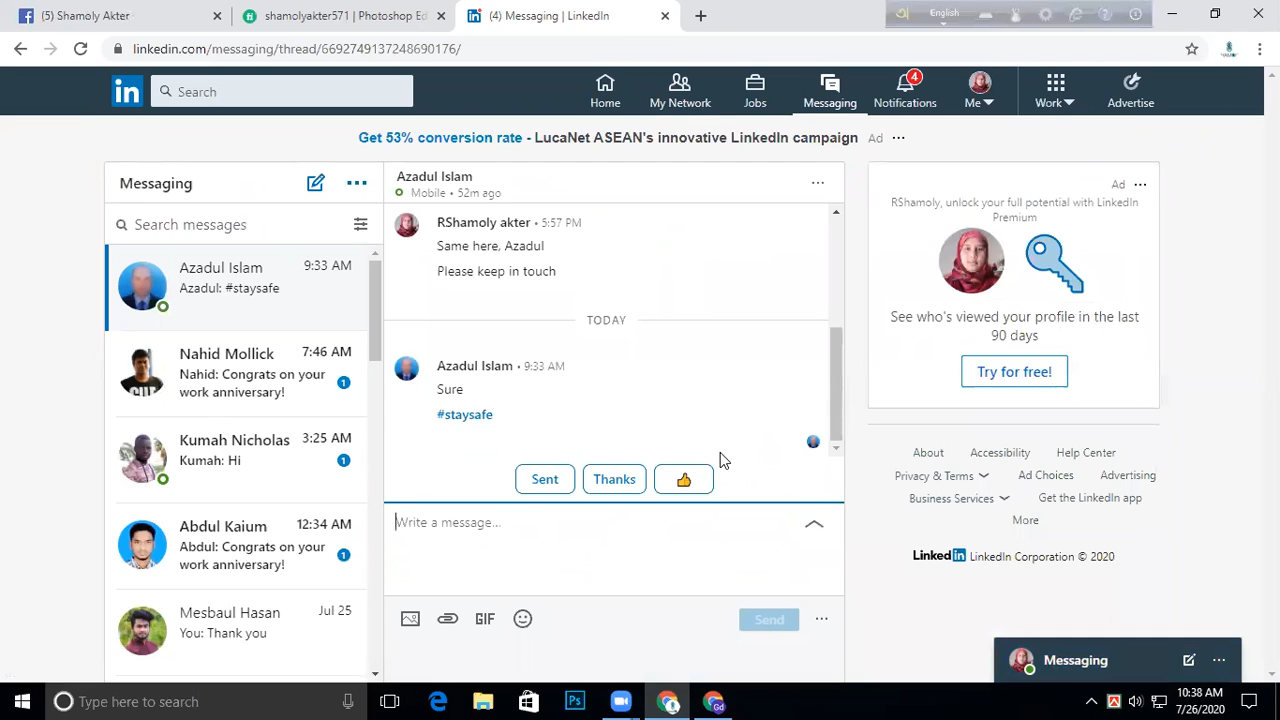 (5) Shamoly Akter
shamolyakter571 | Photoshop Ed
(4) Messaging | LinkedIn
English
linkedin.com/messaging/thread/6692749137248690176/
in
Search
Home
My Network
Jobs
Messaging
4
Notifications
Me
Work
Advertise
Get 53% conversion rate - LucaNet ASEAN's innovative LinkedIn campaign Ad ...
Messaging
Search messages
Azadul Islam 9:33 AM
Azadul: #staysafe
Nahid Mollick 7:46 AM
Nahid: Congrats on your
work anniversary! 1
Kumah Nicholas 3:25 AM
Kumah: Hi 1
Abdul Kaium 12:34 AM
Abdul: Congrats on your
work anniversary! 1
Mesbaul Hasan Jul 25
You: Thank you
Azadul Islam
Mobile • 52m ago
RShamoly akter • 5:57 PM
Same here, Azadul
Please keep in touch
TODAY
Azadul Islam • 9:33 AM
Sure
#staysafe
Sent
Thanks
Write a message...
GIF
Send
Ad ...
RShamoly, unlock your full potential with LinkedIn
Premium
See who's viewed your profile in the last
90 days
Try for free!
About Accessibility Help Center
Privacy & Terms Ad Choices Advertising
Business Services Get the LinkedIn app
More
Linked in LinkedIn Corporation © 2020
Messaging
Type here to search
Ps
Gd
10:38 AM
7/26/2020